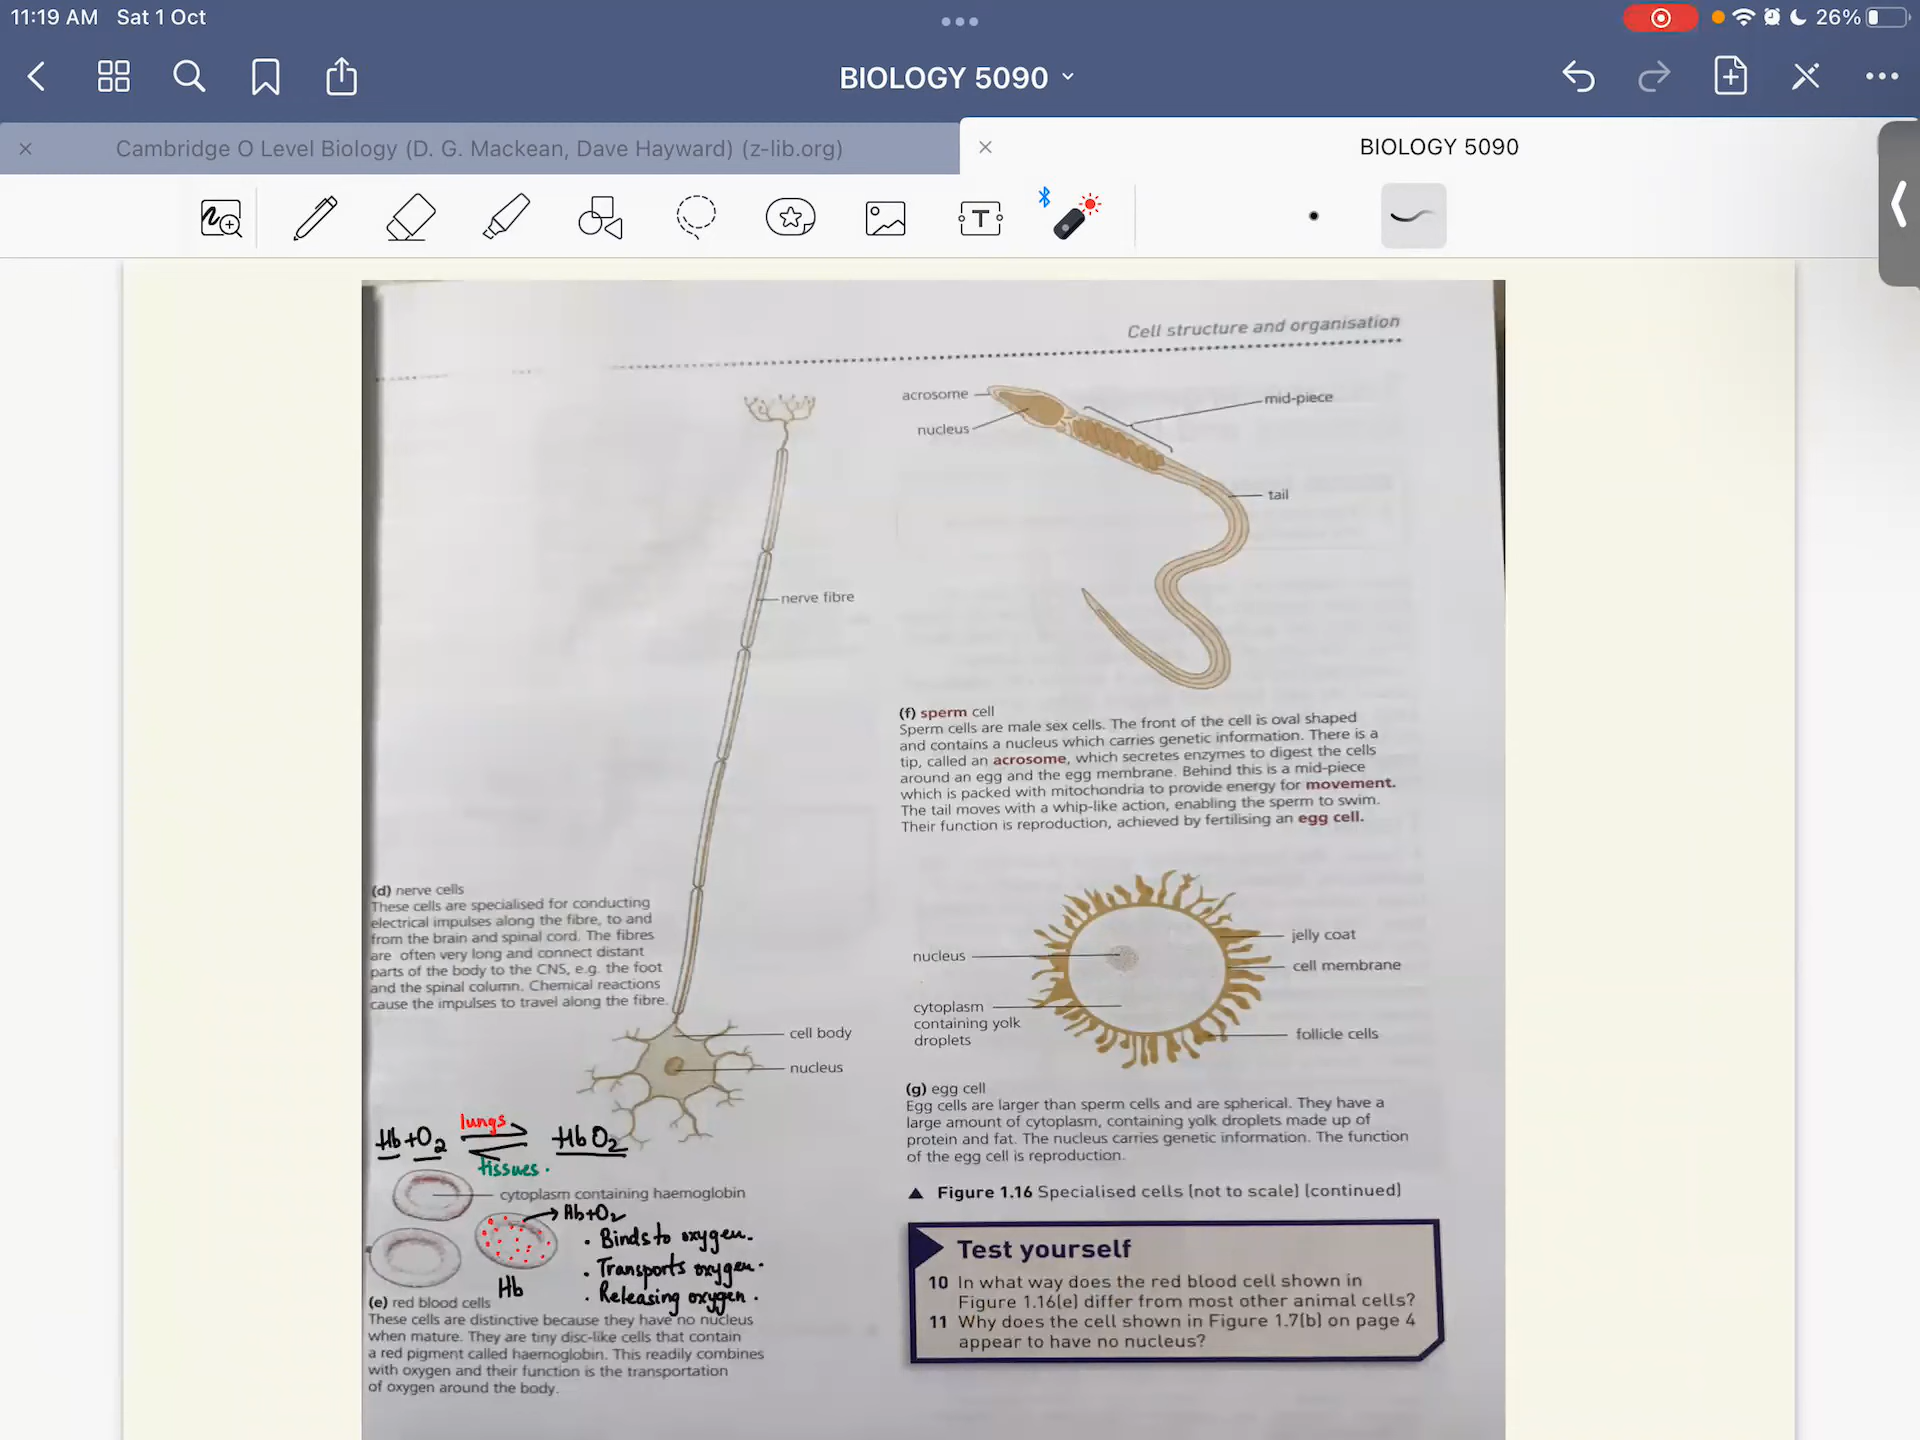 11:19 AM Sat 1 Oct
26%
BIOLOGY 5090
Cambridge O Level Biology (D. G. Mackean, Dave Hayward) (z-lib.org)
BIOLOGY 5090
T
Cell structure and organisation
acrosome
nucleus
mid-piece
tail
nerve fibre
(d) nerve cells
These cells are specialised for conducting
electrical impulses along the fibre, to and
from the brain and spinal cord. The fibres
are often very long and connect distant
parts of the body to the CNS, e.g. the foot
and the spinal column. Chemical reactions
cause the impulses to travel along the fibre.
cell body
nucleus
Hb + O2 lungs HbO2
tissues.
cytoplasm containing haemoglobin
Hb+O2
. Binds to oxygen.
. Transports oxygen.
. Releasing oxygen.
Hb
(e) red blood cells
These cells are distinctive because they have no nucleus
when mature. They are tiny disc-like cells that contain
a red pigment called haemoglobin. This readily combines
with oxygen and their function is the transportation
of oxygen around the body.
(f) sperm cell
Sperm cells are male sex cells. The front of the cell is oval shaped
and contains a nucleus which carries genetic information. There is a
tip, called an acrosome, which secretes enzymes to digest the cells
around an egg and the egg membrane. Behind this is a mid-piece
which is packed with mitochondria to provide energy for movement.
The tail moves with a whip-like action, enabling the sperm to swim.
Their function is reproduction, achieved by fertilising an egg cell.
nucleus
cytoplasm
containing yolk
droplets
jelly coat
cell membrane
follicle cells
(g) egg cell
Egg cells are larger than sperm cells and are spherical. They have a
large amount of cytoplasm, containing yolk droplets made up of
protein and fat. The nucleus carries genetic information. The function
of the egg cell is reproduction.
▲ Figure 1.16 Specialised cells (not to scale) (continued)
Test yourself
10 In what way does the red blood cell shown in
Figure 1.16(e) differ from most other animal cells?
11 Why does the cell shown in Figure 1.7(b) on page 4
appear to have no nucleus?